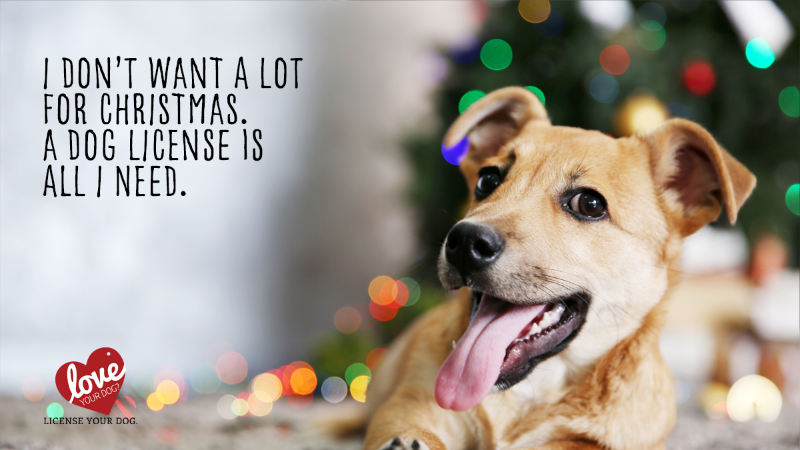 I DON'T WANT A LOT
FOR CHRISTMAS.
A DOG LICENSE IS
ALL I NEED.
love
YOUR DOG?
LICENSE YOUR DOG.